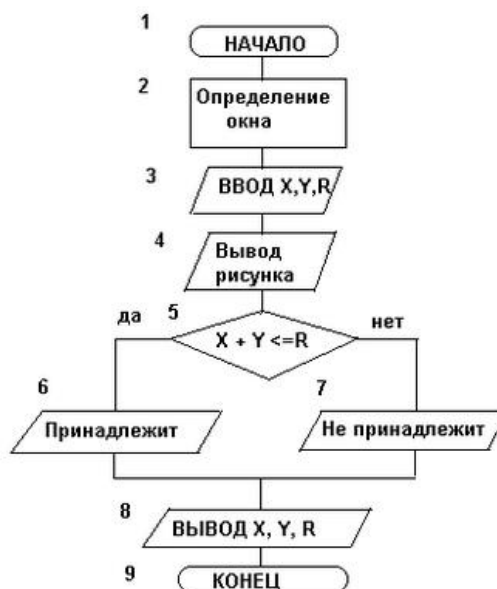 1
НАЧАЛО
2
Определение
окна
3
ВВОД X,Y,R
4
Вывод
рисунка
да
5
нет
X + Y <=R
6
7
Принадлежит
Не принадлежит
8
ВЫВОД X, Y, R
9
КОНЕЦ